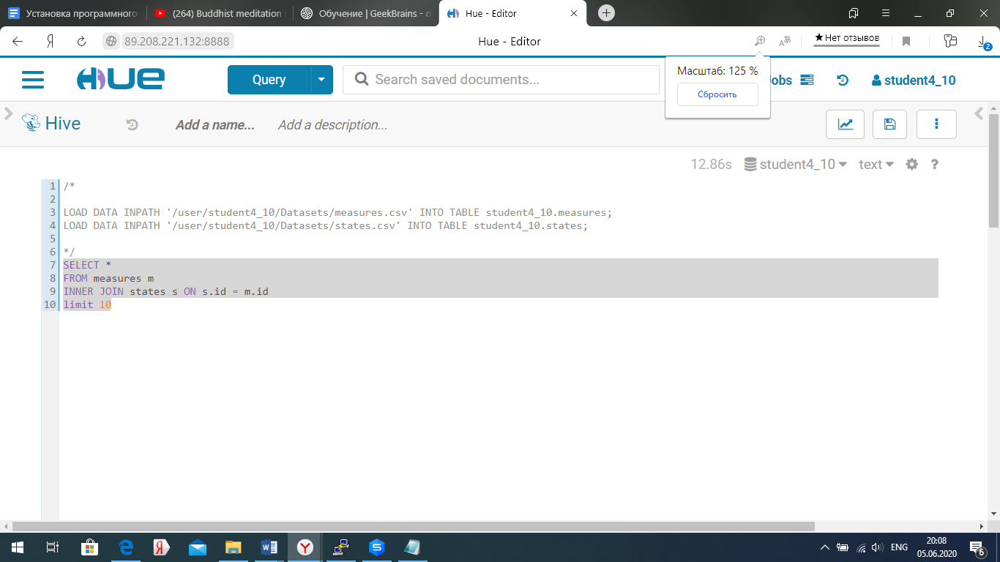 Установка программного
(264) Buddhist meditation
Обучение | GeekBrains - о
Hue - Editor
Я
89.208.221.132:8888
Hue - Editor
★ Нет отзывов
2
Масштаб: 125 %
Сбросить
HUE
Query
Search saved documents...
Jobs
student4_10
Hive
Add a name...
Add a description...
12.86s
student4_10
text
?
1 /*
2
3 LOAD DATA INPATH '/user/student4_10/Datasets/measures.csv' INTO TABLE student4_10.measures;
4 LOAD DATA INPATH '/user/student4_10/Datasets/states.csv' INTO TABLE student4_10.states;
5
6 */
7 SELECT *
8 FROM measures m
9 INNER JOIN states s ON s.id = m.id
10 limit 10
ENG
20:08
05.06.2020
6